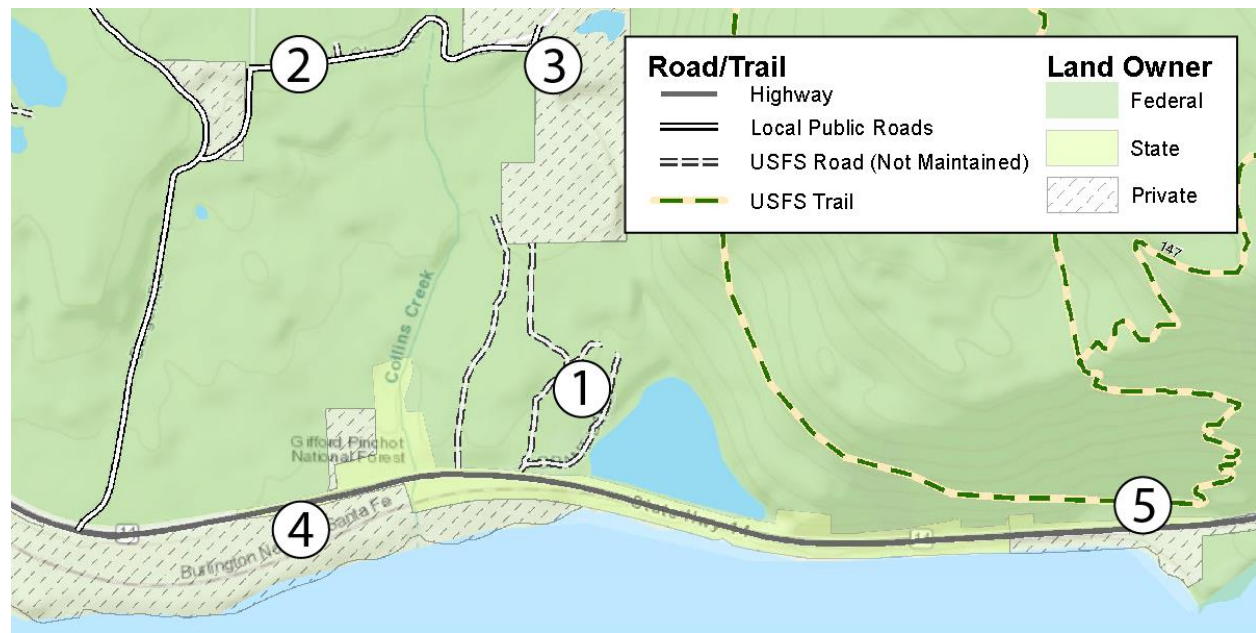 2
3
Road/Trail
Highway
Local Public Roads
USFS Road (Not Maintained)
USFS Trail
Land Owner
Federal
State
Private
147
Collins Creek
1
Gifford Pinchot
National Forest
4
14
Santa Fe
Burlington
State Hwy 14
14
5